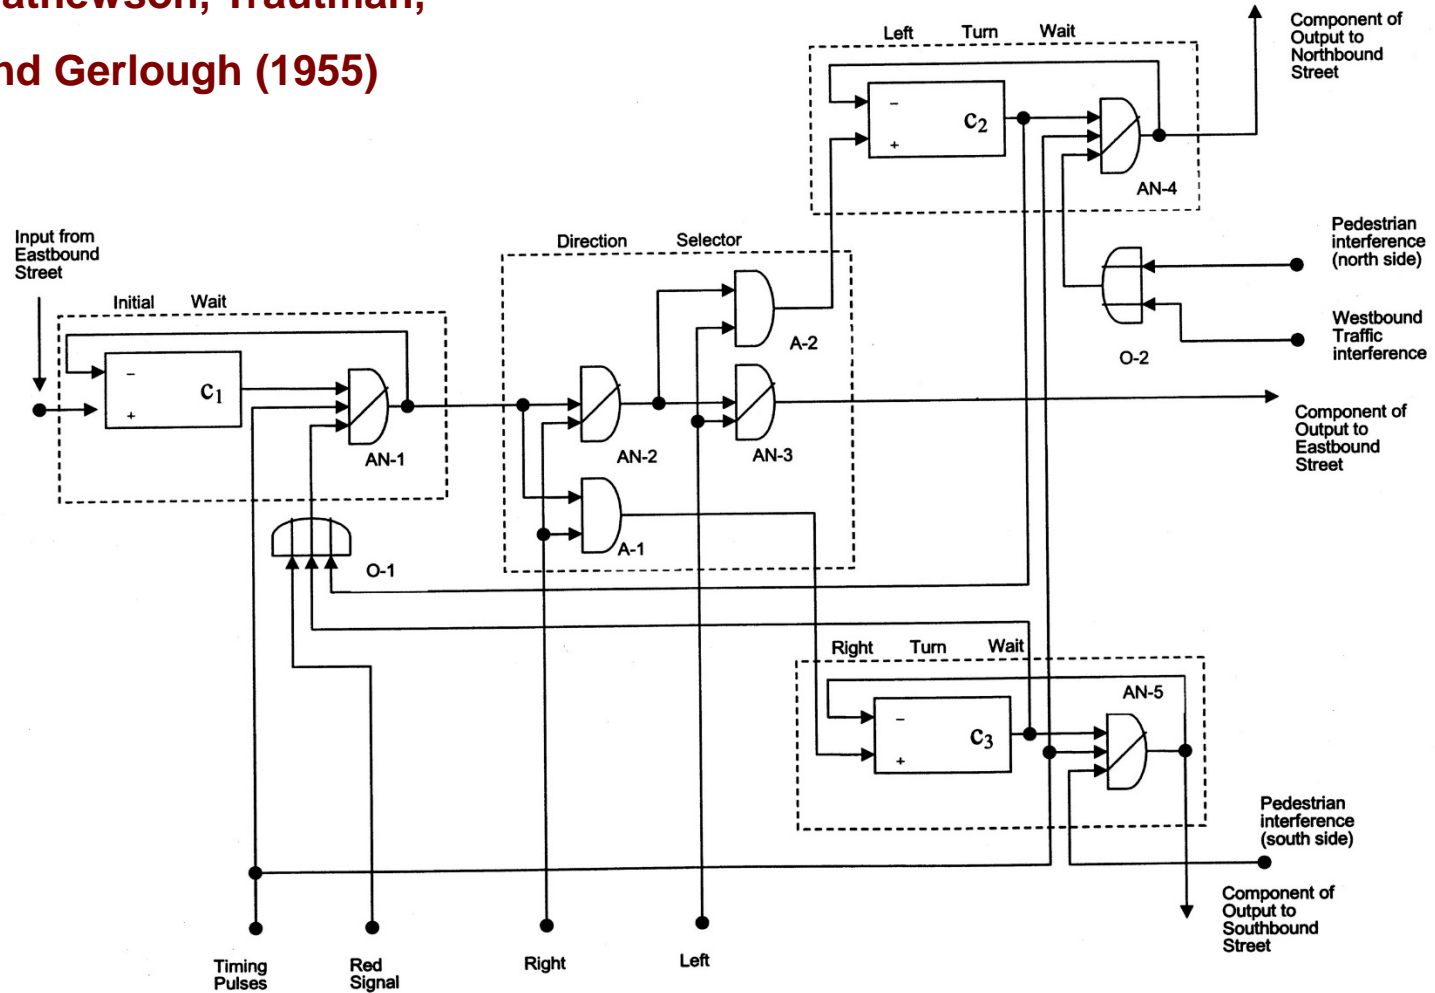 Trautman,
nd Gerlough (1955)
Left Turn Wait
Component of
Output to
Northbound
Street
−
+
C2
AN-4
Pedestrian
interference
(north side)
Westbound
Traffic
interference
O-2
Input from
Eastbound
Street
Initial Wait
−
+
C1
AN-1
O-1
Direction Selector
A-2
AN-2
AN-3
A-1
Component of
Output to
Eastbound
Street
Right Turn Wait
AN-5
−
+
C3
Pedestrian
interference
(south side)
Component of
Output to
Southbound
Street
Timing
Pulses
Red
Signal
Right
Left